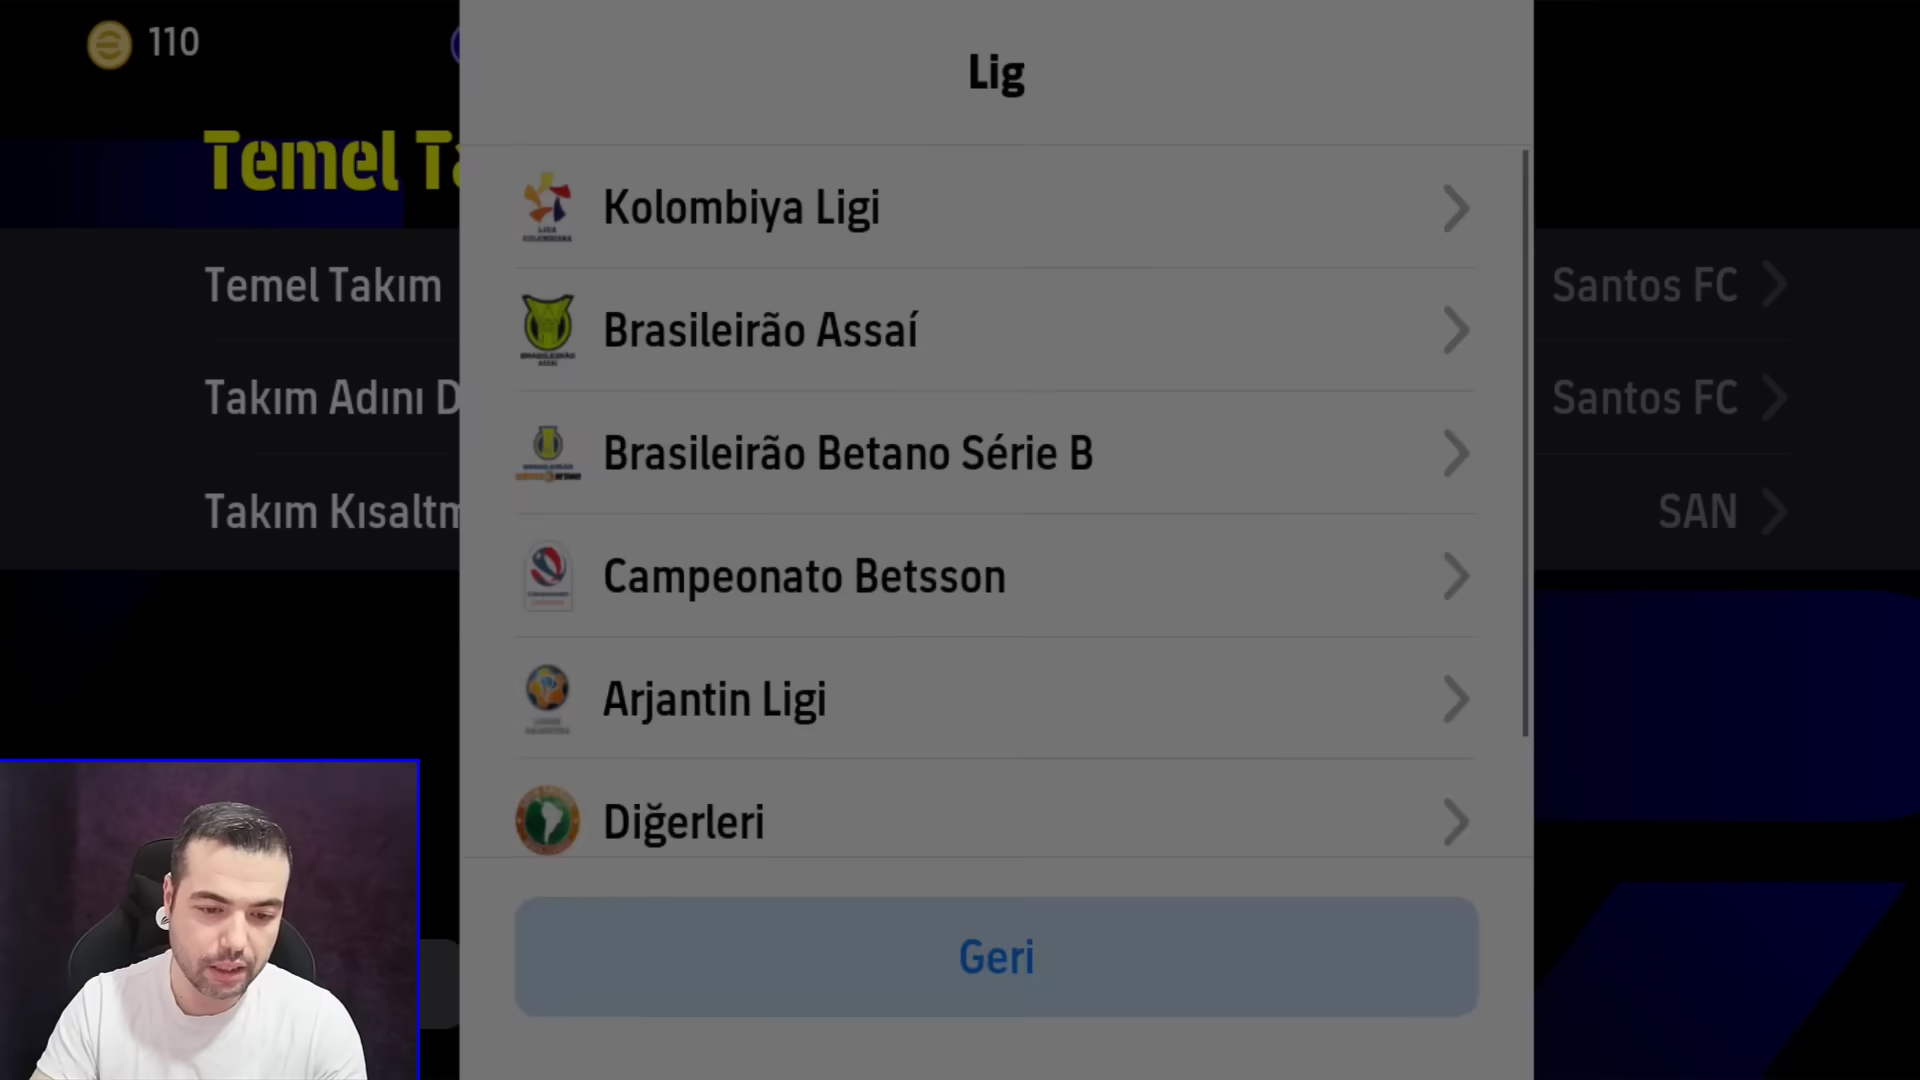 110
Lig
Temel Ta
Kolombiya Ligi
Temel Takım
Santos FC
Brasileirão Assaí
Takım Adını D
Santos FC
Brasileirão Betano Série B
Takım Kısaltm
SAN
Campeonato Betsson
Arjantin Ligi
Diğerleri
Geri